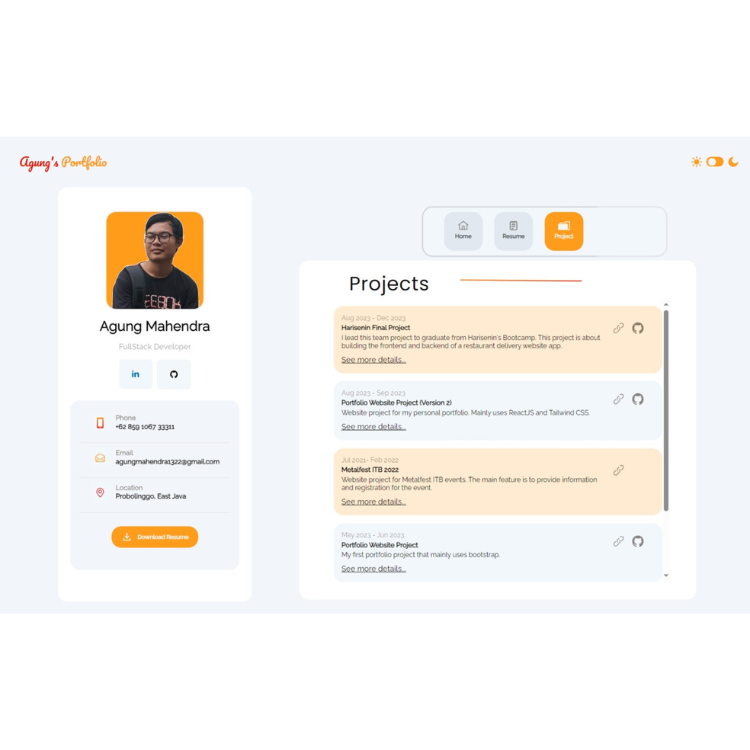 Agung's Portfolio
Home
Resume
Project
Agung Mahendra
FullStack Developer
in
Phone
+62 859 1067 33311
Email
agungmahendra1322@gmail.com
Location
Probolinggo, East Java
Download Resume
Projects
Aug 2023 - Dec 2023
Harisenin Final Project
I lead this team project to graduate from Harisenin's Bootcamp. This project is about
building the frontend and backend of a restaurant delivery website app.
See more details...
Aug 2023 - Sep 2023
Portfolio Website Project (Version 2)
Website project for my personal portfolio. Mainly uses ReactJS and Tailwind CSS.
See more details...
Jul 2021- Feb 2022
Metalfest ITB 2022
Website project for Metalfest ITB events. The main feature is to provide information
and registration for the event.
See more details...
May 2023 - Jun 2023
Portfolio Website Project
My first portfolio project that mainly uses bootstrap.
See more details...